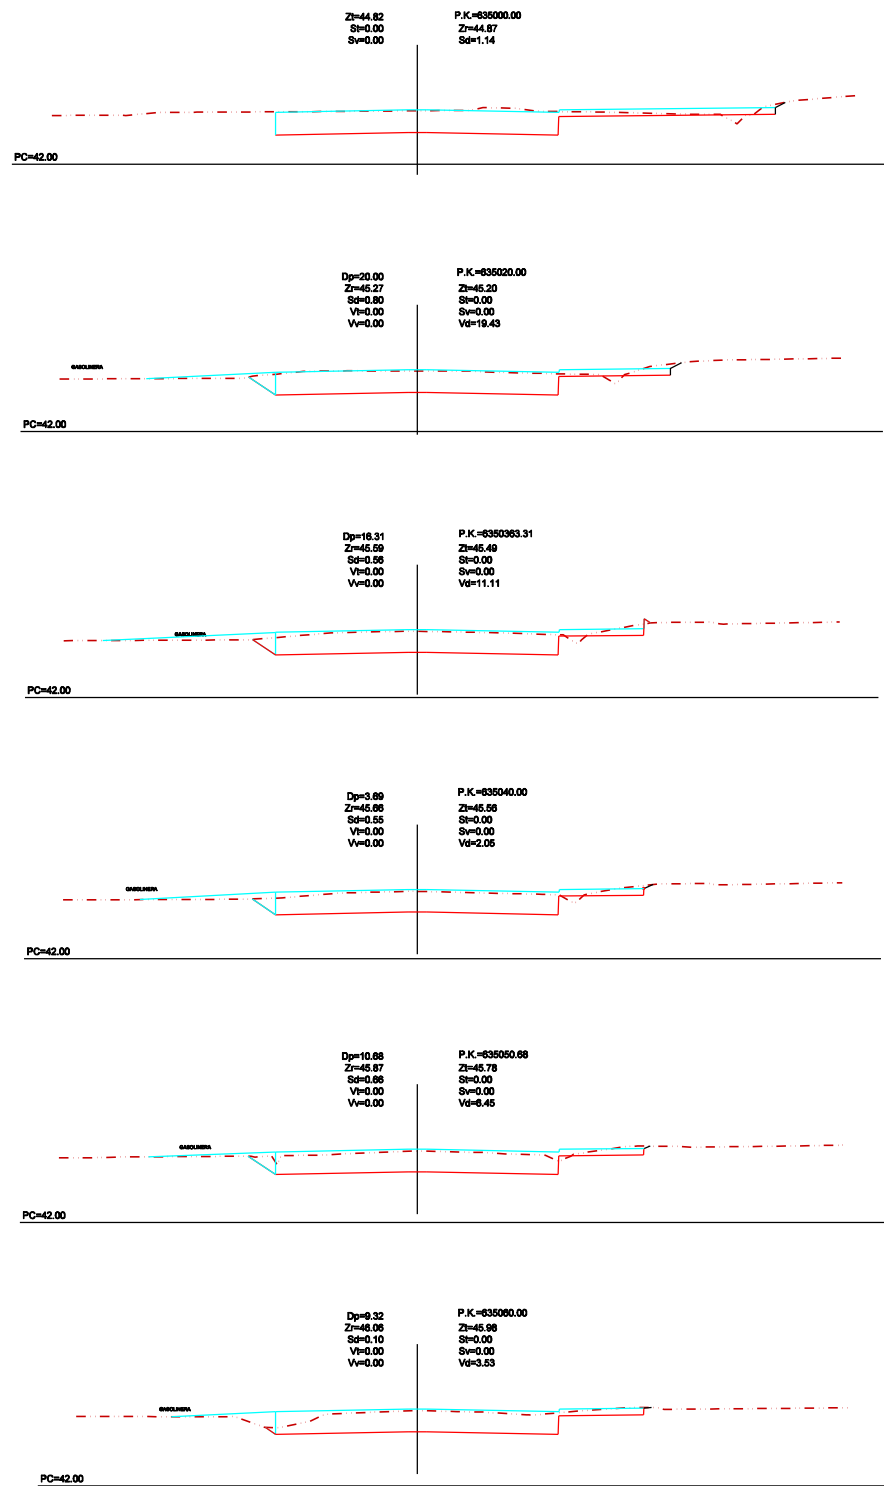 Zt=44.82 P.K.=635000.00
St=0.00 Zr=44.87
Sv=0.00 Sd=1.14
PC=42.00
Dp=20.00 P.K.=635020.00
Zr=45.27 Zt=45.20
Sd=0.80 St=0.00
Vt=0.00 Sv=0.00
Vv=0.00 Vd=19.43
GASOLINERA
PC=42.00
Dp=16.31 P.K.=6350363.31
Zr=45.59 Zt=45.49
Sd=0.56 St=0.00
Vt=0.00 Sv=0.00
Vv=0.00 Vd=11.11
GASOLINERA
PC=42.00
Dp=3.69 P.K.=635040.00
Zr=45.66 Zt=45.56
Sd=0.55 St=0.00
Vt=0.00 Sv=0.00
Vv=0.00 Vd=2.05
GASOLINERA
PC=42.00
Dp=10.68 P.K.=635050.68
Zr=45.87 Zt=45.78
Sd=0.66 St=0.00
Vt=0.00 Sv=0.00
Vv=0.00 Vd=6.45
GASOLINERA
PC=42.00
Dp=9.32 P.K.=635060.00
Zr=46.06 Zt=45.98
Sd=0.10 St=0.00
Vt=0.00 Sv=0.00
Vv=0.00 Vd=3.53
GASOLINERA
PC=42.00